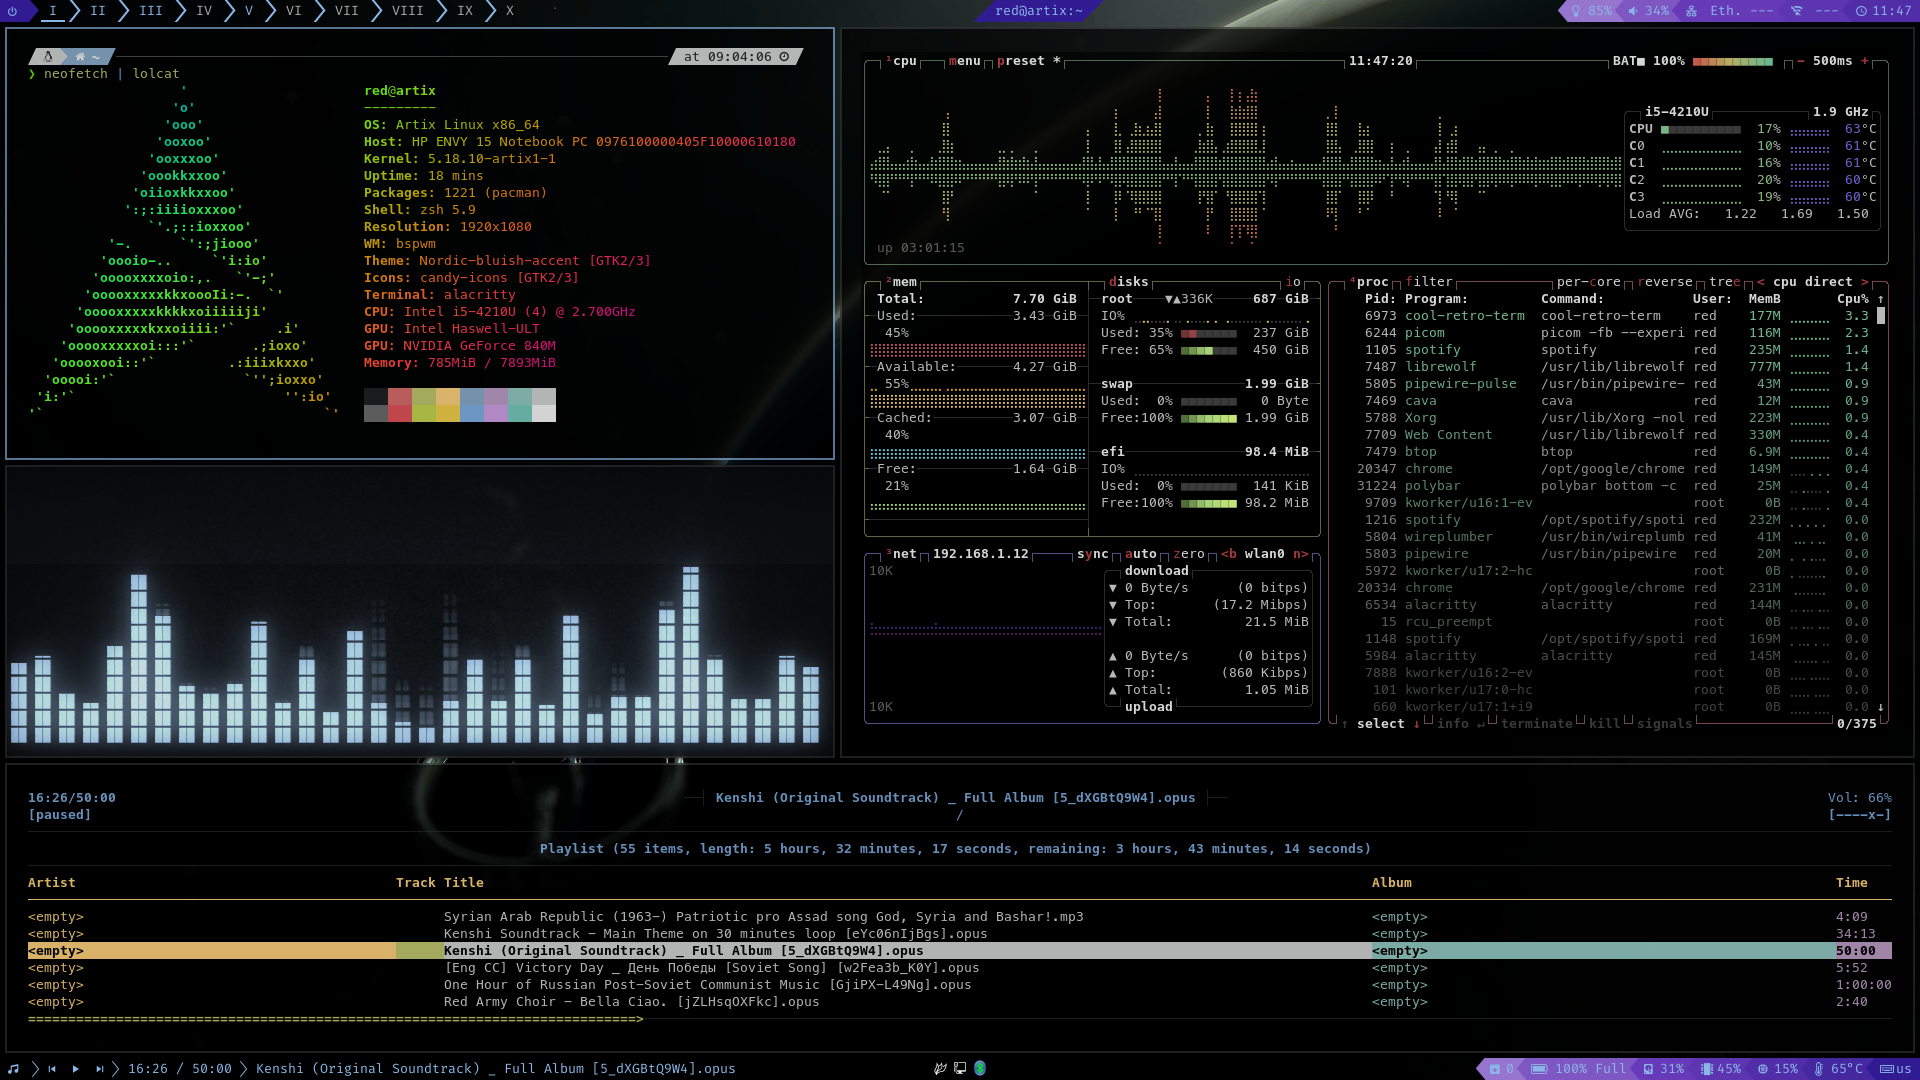 I II III IV V VI VII VIII IX X
red@artix:~
85% 34% Eth. --- --- 11:47
~ at 09:04:06
❯ neofetch | lolcat
red@artix
---------
OS: Artix Linux x86_64
Host: HP ENVY 15 Notebook PC 0976100000405F10000610180
Kernel: 5.18.10-artix1-1
Uptime: 18 mins
Packages: 1221 (pacman)
Shell: zsh 5.9
Resolution: 1920x1080
WM: bspwm
Theme: Nordic-bluish-accent [GTK2/3]
Icons: candy-icons [GTK2/3]
Terminal: alacritty
CPU: Intel i5-4210U (4) @ 2.700GHz
GPU: Intel Haswell-ULT
GPU: NVIDIA GeForce 840M
Memory: 785MiB / 7893MiB
'
'o'
'ooo'
'ooxoo'
'ooxxxoo'
'oookkxxoo'
'oiioxkkxxoo'
':;:iiiioxxxoo'
`'.;::ioxxoo'
'-. `':;jiooo'
'oooio-.. `'i:io'
'ooooxxxxoio:,. `'-;'
'ooooxxxxxkkxoooIi:-. `'
'ooooxxxxxkkkkxoiiiiiji'
'ooooxxxxxkxxoiiii:'` .i'
'ooooxxxxxoi:::'` .;ioxo'
'ooooxooi::'` .:iiixkxxo'
'ooooi:'` `'';ioxxo'
'i:'` '':io'
'` `'
¹cpu menu preset * 11:47:20 BAT■ 100% - 500ms +
i5-4210U 1.9 GHz
CPU 17% 63°C
C0 10% 61°C
C1 16% 61°C
C2 20% 60°C
C3 19% 60°C
Load AVG: 1.22 1.69 1.50
up 03:01:15
²mem disks io
Total: 7.70 GiB
Used: 3.43 GiB
45%
Available: 4.27 GiB
55%
Cached: 3.07 GiB
40%
Free: 1.64 GiB
21%
root ▼▲336K 687 GiB
IO%
Used: 35% 237 GiB
Free: 65% 450 GiB
swap 1.99 GiB
Used: 0% 0 Byte
Free:100% 1.99 GiB
efi 98.4 MiB
IO%
Used: 0% 141 KiB
Free:100% 98.2 MiB
³net 192.168.1.12 sync auto zero <b wlan0 n>
10K
download
▼ 0 Byte/s (0 bitps)
▼ Top: (17.2 Mibps)
▼ Total: 21.5 MiB
▲ 0 Byte/s (0 bitps)
▲ Top: (860 Kibps)
▲ Total: 1.05 MiB
10K
upload
⁴proc filter per-core reverse tree < cpu direct >
Pid: Program: Command: User: MemB Cpu% ↑
6973 cool-retro-term cool-retro-term red 177M 3.3
6244 picom picom -fb --experi red 116M 2.3
1105 spotify spotify red 235M 1.4
7487 librewolf /usr/lib/librewolf red 777M 1.4
5805 pipewire-pulse /usr/bin/pipewire- red 43M 0.9
7469 cava cava red 12M 0.9
5788 Xorg /usr/lib/Xorg -nol red 223M 0.9
7709 Web Content /usr/lib/librewolf red 330M 0.4
7479 btop btop red 6.9M 0.4
20347 chrome /opt/google/chrome red 149M 0.4
31224 polybar polybar bottom -c red 25M 0.4
9709 kworker/u16:1-ev root 0B 0.4
1216 spotify /opt/spotify/spoti red 232M 0.0
5804 wireplumber /usr/bin/wireplumb red 41M 0.0
5803 pipewire /usr/bin/pipewire red 20M 0.0
5972 kworker/u17:2-hc root 0B 0.0
20334 chrome /opt/google/chrome red 231M 0.0
6534 alacritty alacritty red 144M 0.0
15 rcu_preempt root 0B 0.0
1148 spotify /opt/spotify/spoti red 169M 0.0
5984 alacritty alacritty red 145M 0.0
7888 kworker/u16:2-ev root 0B 0.0
101 kworker/u17:0-hc root 0B 0.0
660 kworker/u17:1+i9 root 0B 0.0 ↓
↑ select ↓ info ↵ terminate kill signals 0/375
16:26/50:00 Kenshi (Original Soundtrack) _ Full Album [5_dXGBtQ9W4].opus Vol: 66%
[paused] / [----x-]
Playlist (55 items, length: 5 hours, 32 minutes, 17 seconds, remaining: 3 hours, 43 minutes, 14 seconds)
Artist Track Title Album Time
<empty> Syrian Arab Republic (1963-) Patriotic pro Assad song God, Syria and Bashar!.mp3 <empty> 4:09
<empty> Kenshi Soundtrack - Main Theme on 30 minutes loop [eYc06nIjBgs].opus <empty> 34:13
<empty> Kenshi (Original Soundtrack) _ Full Album [5_dXGBtQ9W4].opus <empty> 50:00
<empty> [Eng CC] Victory Day _ День Победы [Soviet Song] [w2Fea3b_K0Y].opus <empty> 5:52
<empty> One Hour of Russian Post-Soviet Communist Music [GjiPX-L49Ng].opus <empty> 1:00:00
<empty> Red Army Choir - Bella Ciao. [jZLHsqOXFkc].opus <empty> 2:40
16:26 / 50:00 Kenshi (Original Soundtrack) _ Full Album [5_dXGBtQ9W4].opus
0 100% Full 31% 45% 15% 65°C us